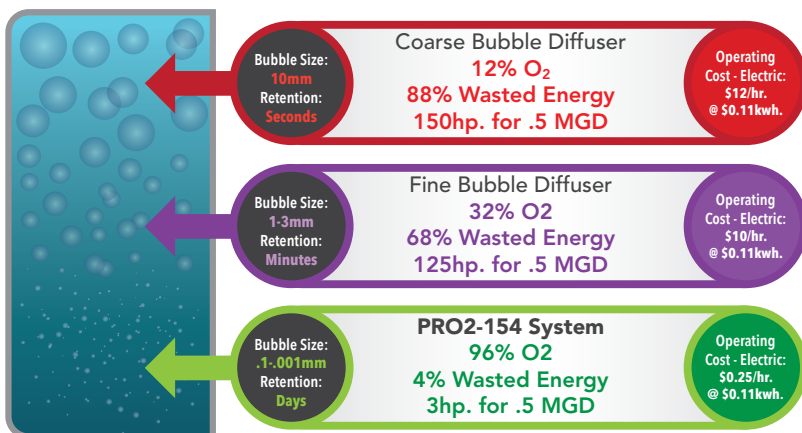 Bubble Size:
10mm
Retention:
Seconds
Coarse Bubble Diffuser
12% O₂
88% Wasted Energy
150hp. for .5 MGD
Operating
Cost - Electric:
$12/hr.
@ $0.11kwh.
Bubble Size:
1-3mm
Retention:
Minutes
Fine Bubble Diffuser
32% O2
68% Wasted Energy
125hp. for .5 MGD
Operating
Cost - Electric:
$10/hr.
@ $0.11kwh.
Bubble Size:
.1-.001mm
Retention:
Days
PRO2-154 System
96% O2
4% Wasted Energy
3hp. for .5 MGD
Operating
Cost - Electric:
$0.25/hr.
@ $0.11kwh.